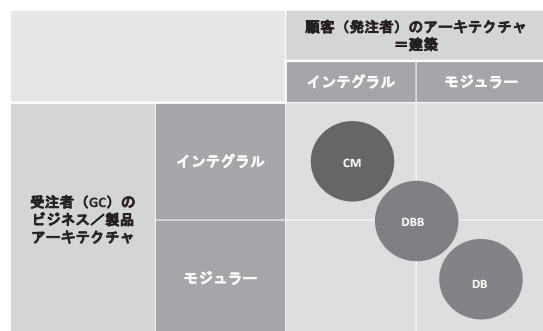 顧客（発注者）のアーキテクチャ
＝建築
インテグラル
モジュラー
受注者（GC）の
ビジネス／製品
アーキテクチャ
インテグラル
モジュラー
CM
DBB
DB